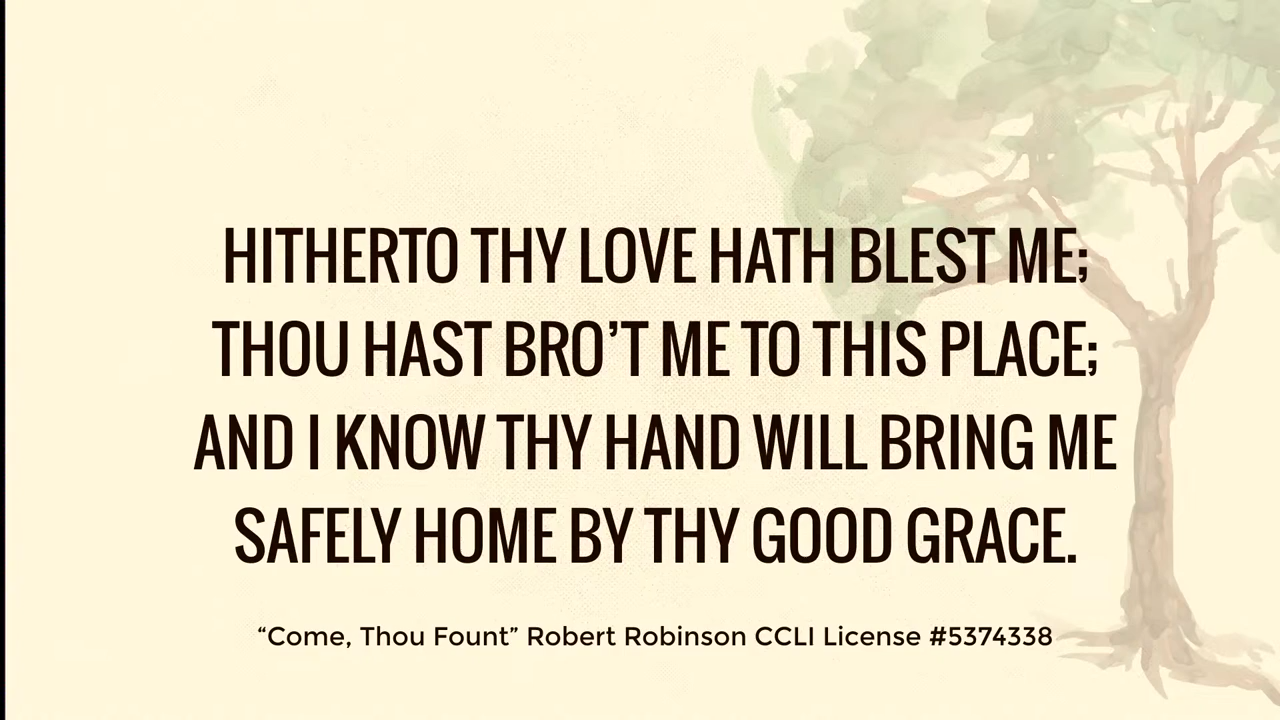 HITHERTO THY LOVE HATH BLEST ME;
THOU HAST BRO’T ME TO THIS PLACE;
AND I KNOW THY HAND WILL BRING ME
SAFELY HOME BY THY GOOD GRACE.
“Come, Thou Fount” Robert Robinson CCLI License #5374338